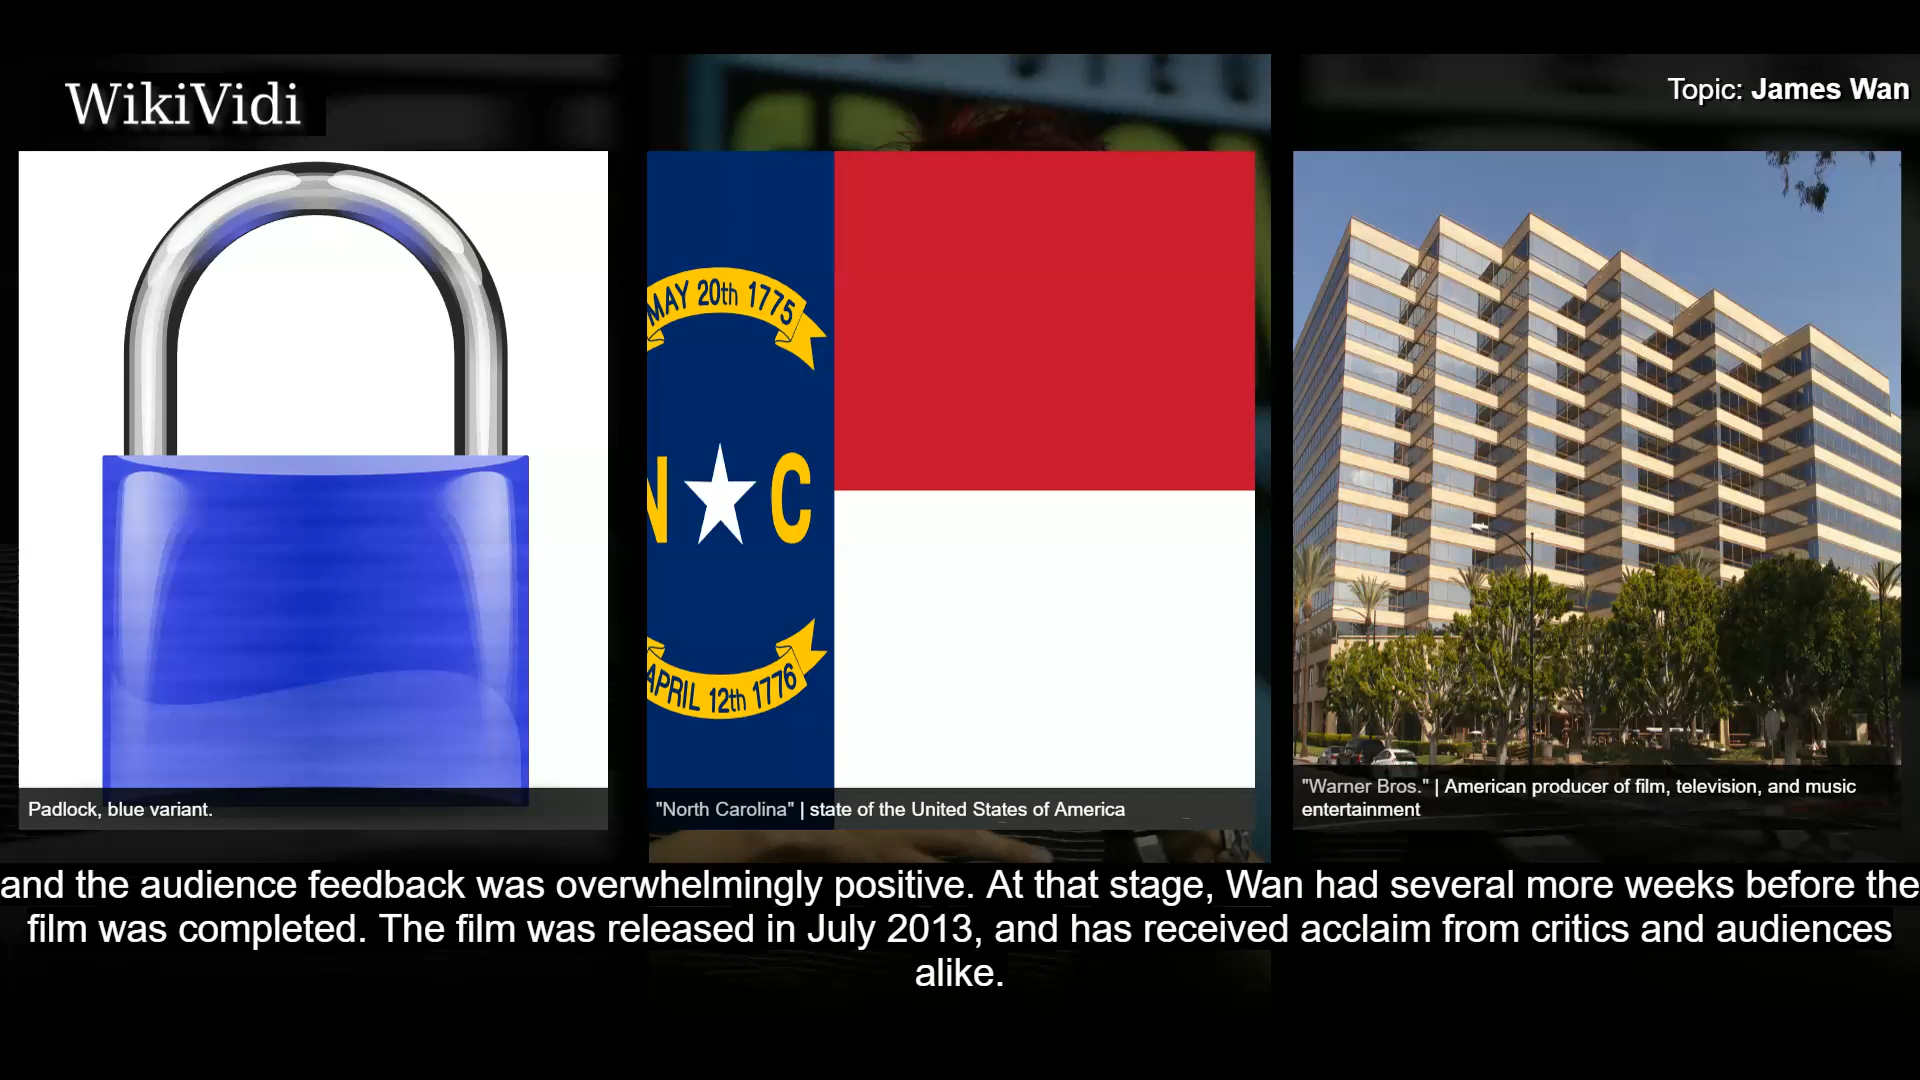 WikiVidi
Topic: James Wan
MAY 20th 1775
N C
APRIL 12th 1776
Padlock, blue variant.
"North Carolina" | state of the United States of America
"Warner Bros." | American producer of film, television, and music
entertainment
and the audience feedback was overwhelmingly positive. At that stage, Wan had several more weeks before the
film was completed. The film was released in July 2013, and has received acclaim from critics and audiences
alike.